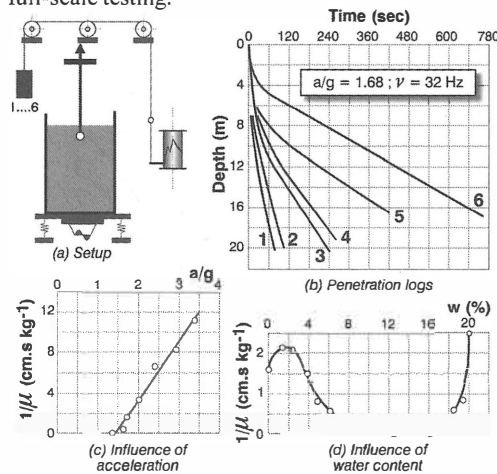 full-scale testing.
1....6
(a) Setup
Time (sec)
0 120 240 360 480 600 780
a/g = 1.68 ; ν = 32 Hz
Depth (m)
0
4
8
12
16
20
1 2 3 4 5 6
(b) Penetration logs
a/g
0 1 2 3 4
1/μ (cm.s kg⁻¹)
12
8
4
0
(c) Influence of
acceleration
w (%)
0 4 8 12 16 20
1/μ (cm.s kg⁻¹)
2
1
0
(d) Influence of
water content